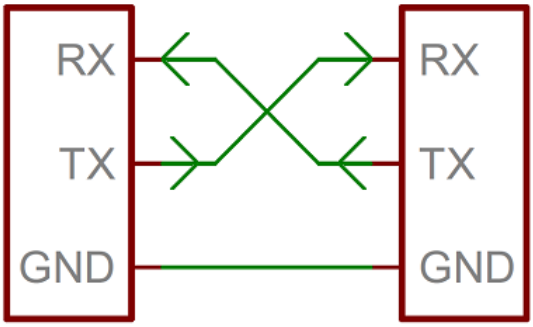 RX RX
TX TX
GND GND